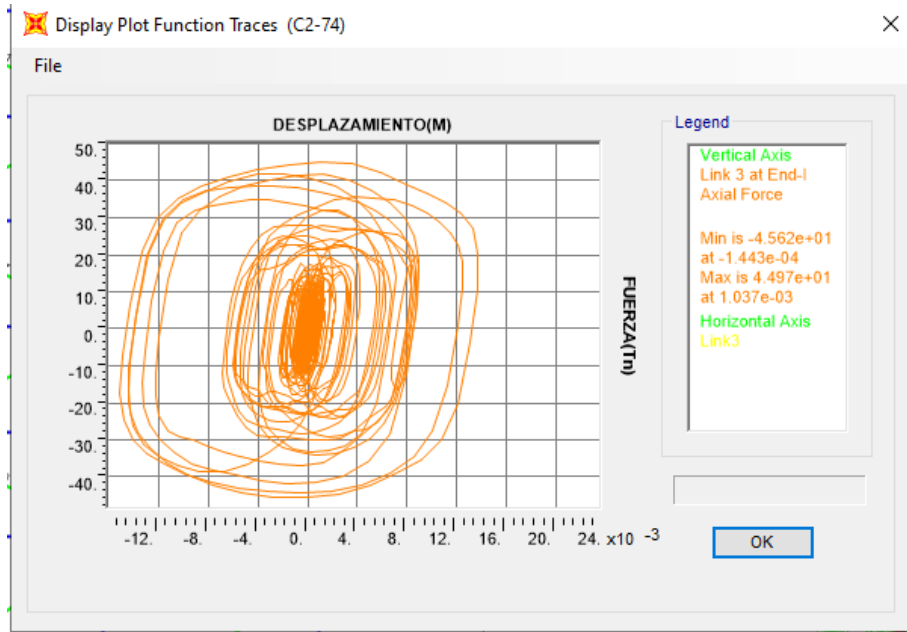 Display Plot Function Traces (C2-74)
File
DESPLAZAMIENTO(M)
50.
40.
30.
20.
10.
0.
-10.
-20.
-30.
-40.
-12. -8. -4. 0. 4. 8. 12. 16. 20. 24. x10 -3
FUERZA(Tn)
Legend
Vertical Axis
Link 3 at End-I
Axial Force
Min is -4.562e+01
at -1.443e-04
Max is 4.497e+01
at 1.037e-03
Horizontal Axis
Link3
OK